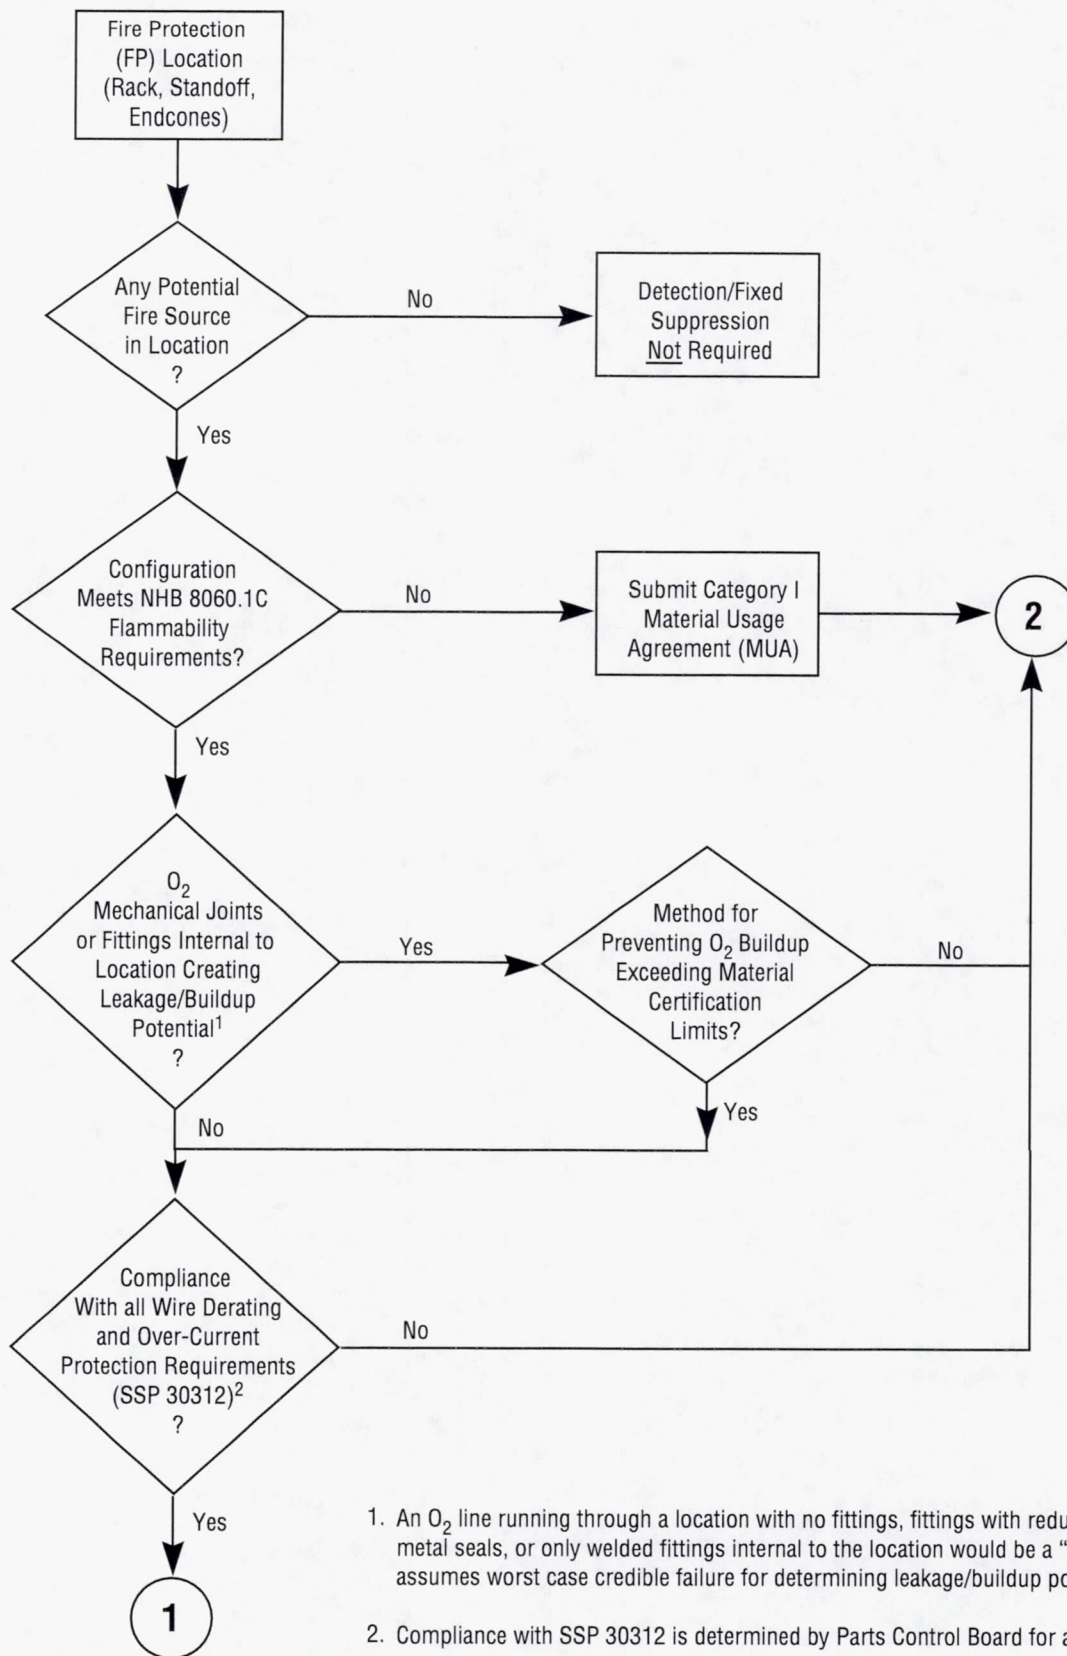 Fire Protection
(FP) Location
(Rack, Standoff,
Endcones)
Any Potential
Fire Source
in Location
?
No
Detection/Fixed
Suppression
Not Required
Yes
Configuration
Meets NHB 8060.1C
Flammability
Requirements?
No
Submit Category I
Material Usage
Agreement (MUA)
2
Yes
O2
Mechanical Joints
or Fittings Internal to
Location Creating
Leakage/Buildup
Potential1
?
Yes
Method for
Preventing O2 Buildup
Exceeding Material
Certification
Limits?
No
Yes
No
Compliance
With all Wire Derating
and Over-Current
Protection Requirements
(SSP 30312)2
?
No
Yes
1
1. An O2 line running through a location with no fittings, fittings with
metal seals, or only welded fittings internal to the location would be a "
assumes worst case credible failure for determining leakage/buildup
2. Compliance with SSP 30312 is determined by Parts Control Board for